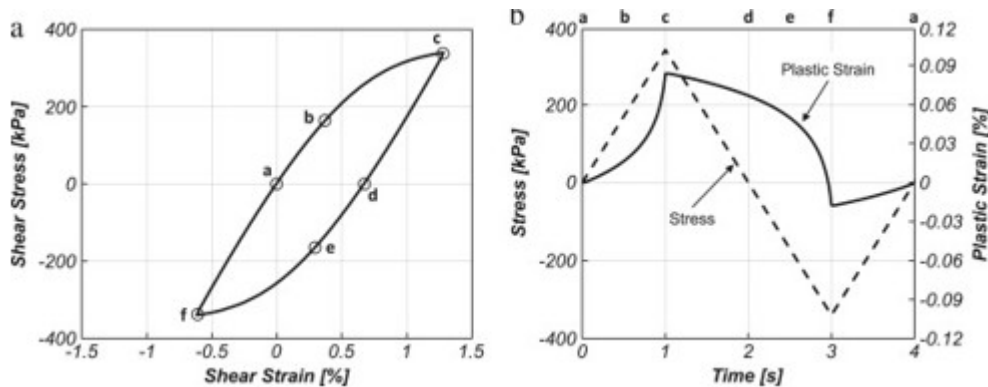 a
400
200
0
-200
-400
Shear Stress [kPa]
-1.5
-1
-0.5
0
0.5
1
1.5
Shear Strain [%]
a
b
c
d
e
f
b
a b c d e f a
400
200
0
-200
-400
Stress [kPa]
0.12
0.09
0.06
0.03
0
-0.03
-0.06
-0.09
-0.12
Plastic Strain [%]
0
1
2
3
4
Time [s]
Plastic Strain
Stress